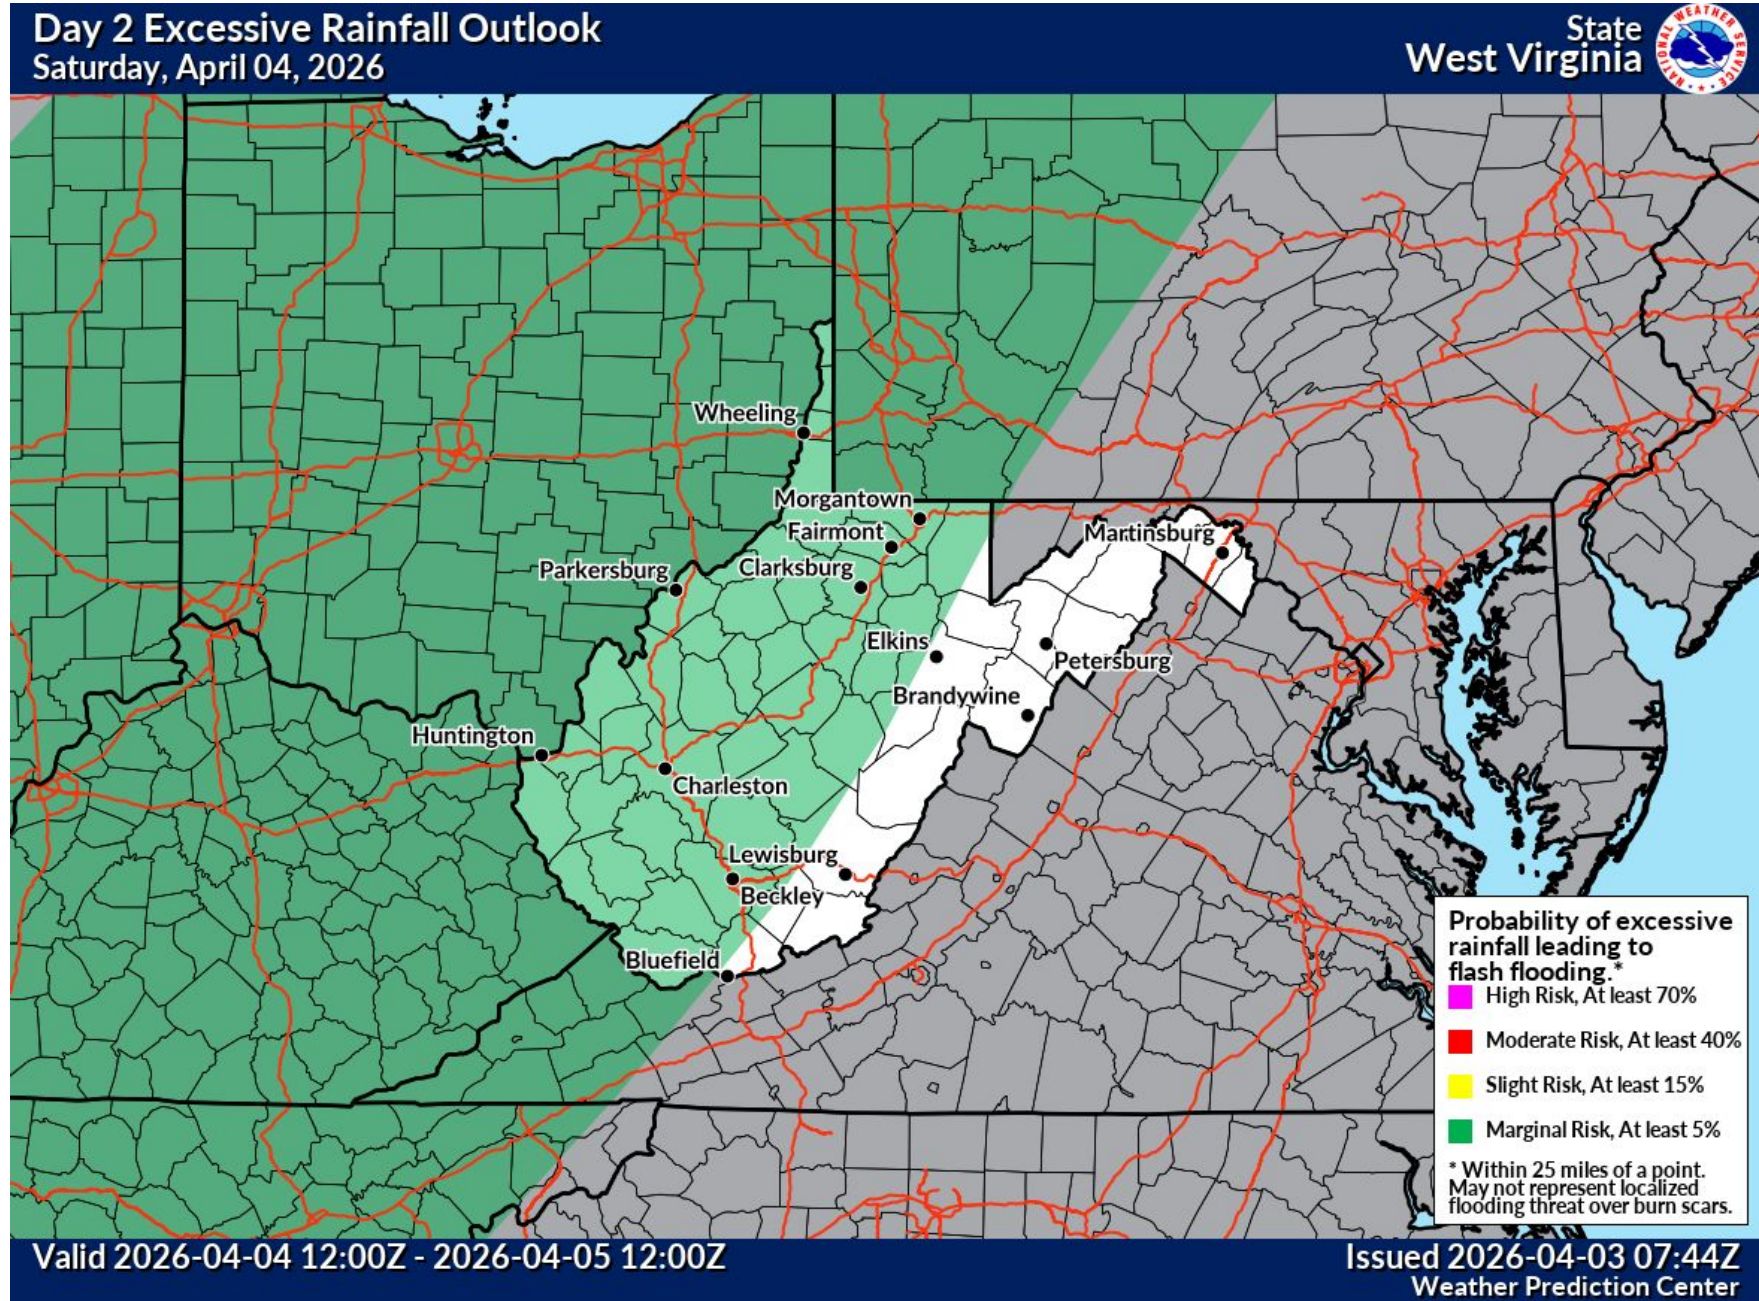 Day 2 Excessive Rainfall Outlook
Saturday, April 04, 2026
State
West Virginia
NATIONAL WEATHER SERVICE
Wheeling
Morgantown
Fairmont
Martinsburg
Parkersburg
Clarksburg
Elkins
Petersburg
Brandywine
Huntington
Charleston
Lewisburg
Beckley
Bluefield
Probability of excessive
rainfall leading to
flash flooding.*
High Risk, At least 70%
Moderate Risk, At least 40%
Slight Risk, At least 15%
Marginal Risk, At least 5%
* Within 25 miles of a point.
May not represent localized
flooding threat over burn scars.
Valid 2026-04-04 12:00Z - 2026-04-05 12:00Z
Issued 2026-04-03 07:44Z
Weather Prediction Center